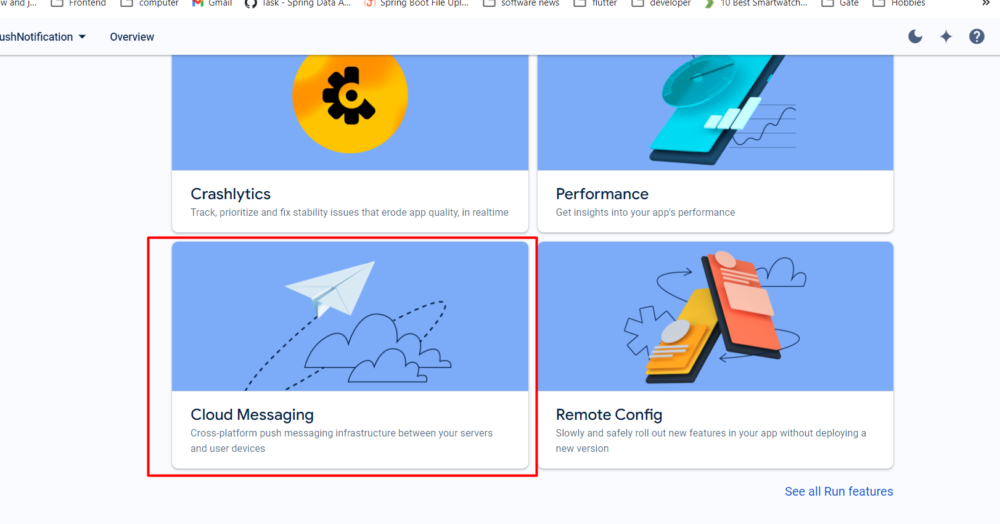 w and j...
Frontend
computer
Gmail
Task - Spring Data A...
Spring Boot File Upl...
software news
flutter
developer
10 Best Smartwatch...
Gate
Hobbies
»
ushNotification
Overview
?
Crashlytics
Track, prioritize and fix stability issues that erode app quality, in realtime
Performance
Get insights into your app's performance
Cloud Messaging
Cross-platform push messaging infrastructure between your servers
and user devices
Remote Config
Slowly and safely roll out new features in your app without deploying a
new version
See all Run features